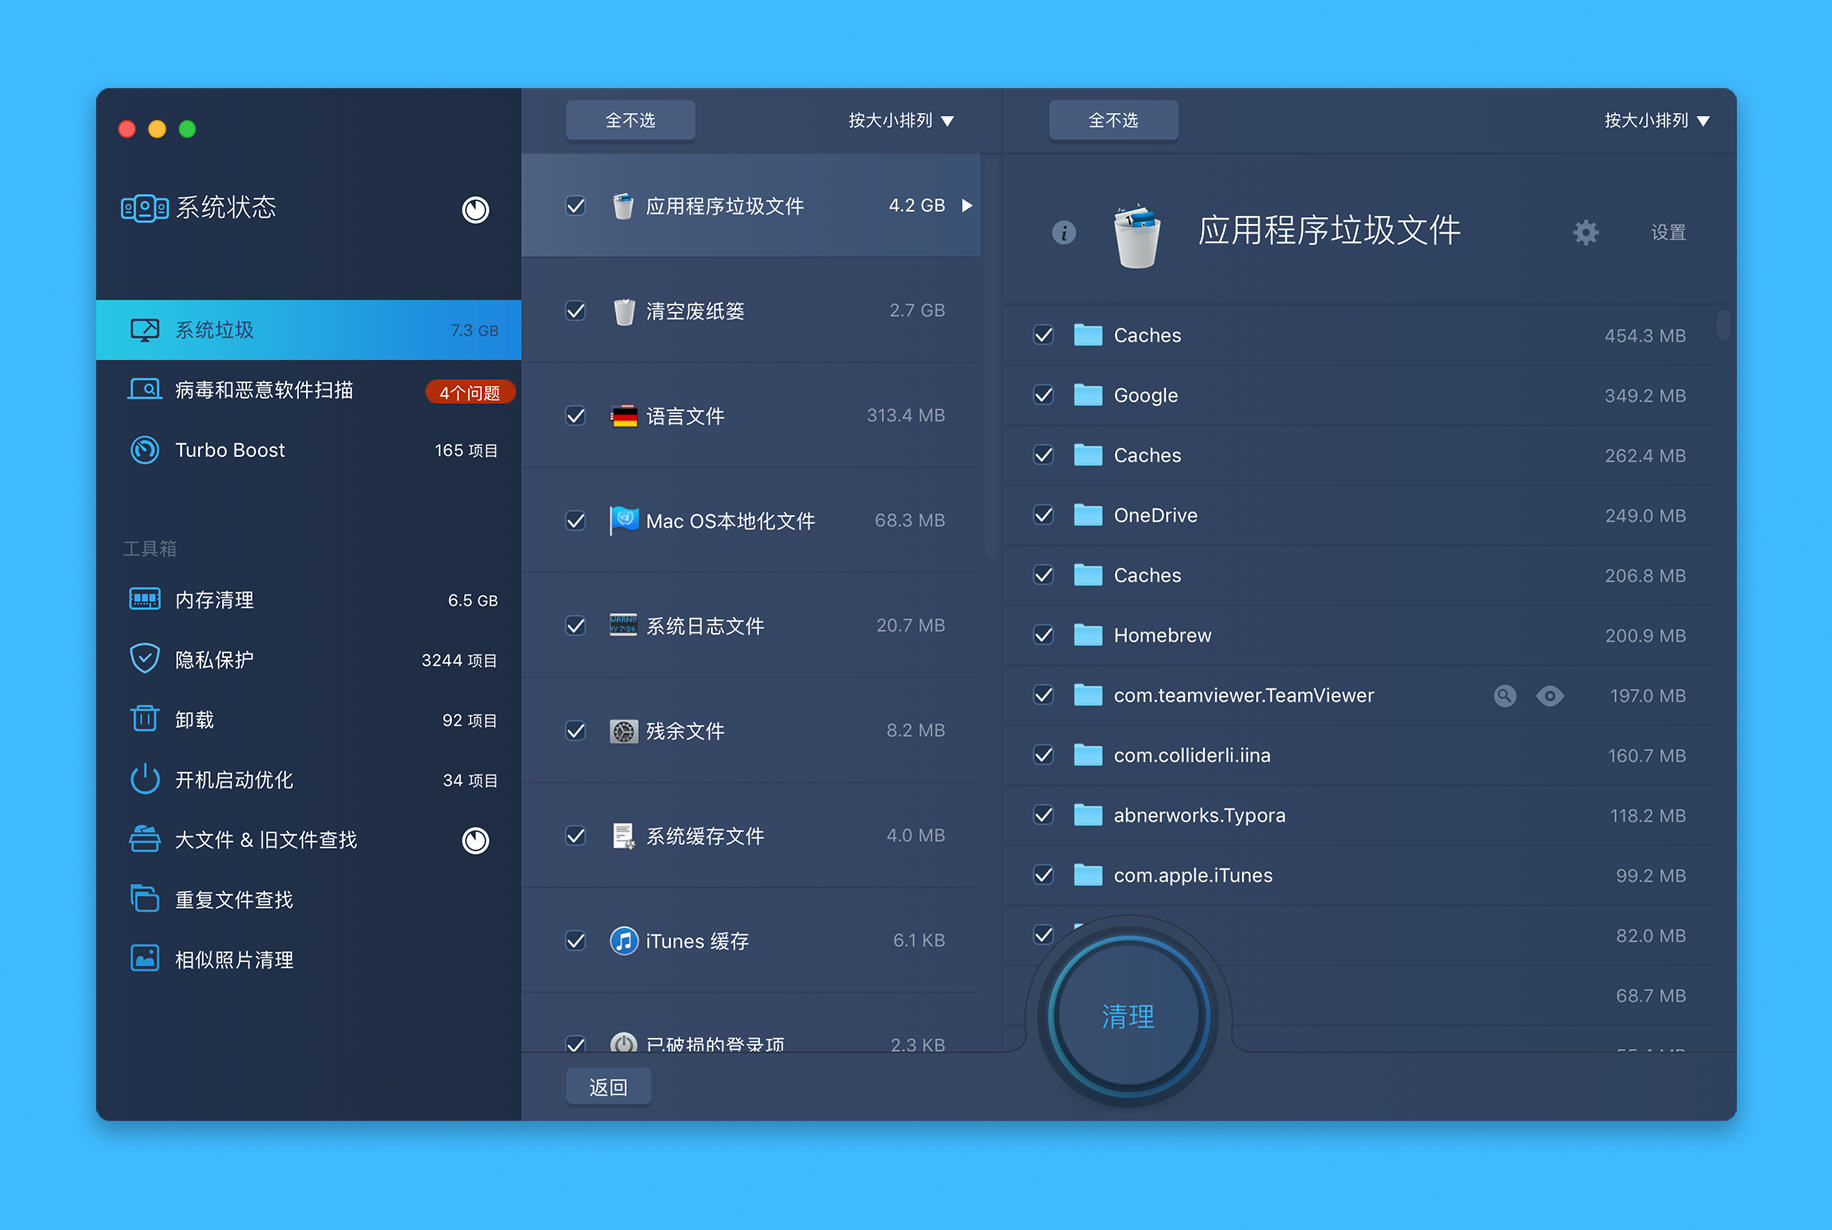 系统状态
系统垃圾 7.3 GB
病毒和恶意软件扫描 4个问题
Turbo Boost 165 项目
工具箱
内存清理 6.5 GB
隐私保护 3244 项目
卸载 92 项目
开机启动优化 34 项目
大文件 & 旧文件查找
重复文件查找
相似照片清理
全不选 按大小排列
应用程序垃圾文件 4.2 GB
清空废纸篓 2.7 GB
语言文件 313.4 MB
Mac OS本地化文件 68.3 MB
系统日志文件 20.7 MB
残余文件 8.2 MB
系统缓存文件 4.0 MB
iTunes 缓存 6.1 KB
已破损的登录项 2.3 KB
返回
全不选 按大小排列
应用程序垃圾文件 设置
Caches 454.3 MB
Google 349.2 MB
Caches 262.4 MB
OneDrive 249.0 MB
Caches 206.8 MB
Homebrew 200.9 MB
com.teamviewer.TeamViewer 197.0 MB
com.colliderli.iina 160.7 MB
abnerworks.Typora 118.2 MB
com.apple.iTunes 99.2 MB
82.0 MB
68.7 MB
清理